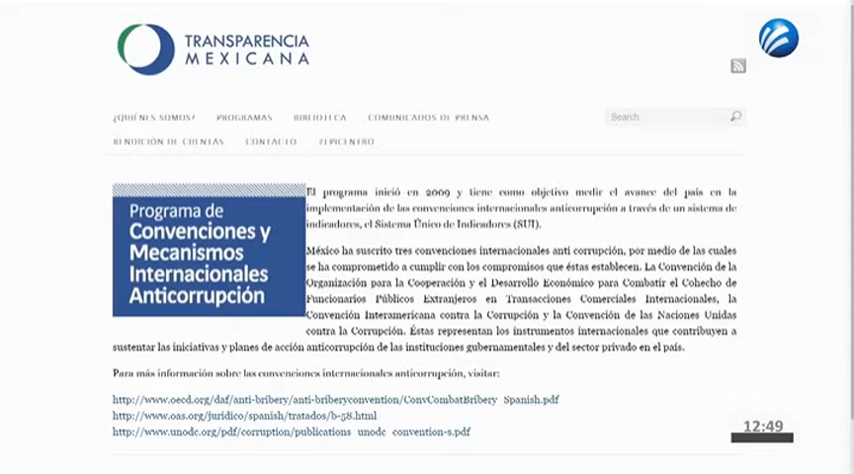 TRANSPARENCIA
MEXICANA
¿QUIÉNES SOMOS?   PROGRAMAS   BIBLIOTECA   COMUNICADOS DE PRENSA
Search
RENDICIÓN DE CUENTAS   CONTACTO   #EPICENTRO
Programa de
Convenciones y
Mecanismos
Internacionales
Anticorrupción
El programa inició en 2009 y tiene como objetivo medir el avance del país en la
implementación de las convenciones internacionales anticorrupción a través de un sistema de
indicadores, el Sistema Único de Indicadores (SUI).
México ha suscrito tres convenciones internacionales anti corrupción, por medio de las cuales
se ha comprometido a cumplir con los compromisos que éstas establecen. La Convención de la
Organización para la Cooperación y el Desarrollo Económico para Combatir el Cohecho de
Funcionarios Públicos Extranjeros en Transacciones Comerciales Internacionales, la
Convención Interamericana contra la Corrupción y la Convención de las Naciones Unidas
contra la Corrupción. Éstas representan los instrumentos internacionales que contribuyen a
sustentar las iniciativas y planes de acción anticorrupción de las instituciones gubernamentales y del sector privado en el país.
Para más información sobre las convenciones internacionales anticorrupción, visitar:
http://www.oecd.org/daf/anti-bribery/anti-briberyconvention/ConvCombatBribery_Spanish.pdf
http://www.oas.org/juridico/spanish/tratados/b-58.html
http://www.unodc.org/pdf/corruption/publications_unodc_convention-s.pdf
12:49